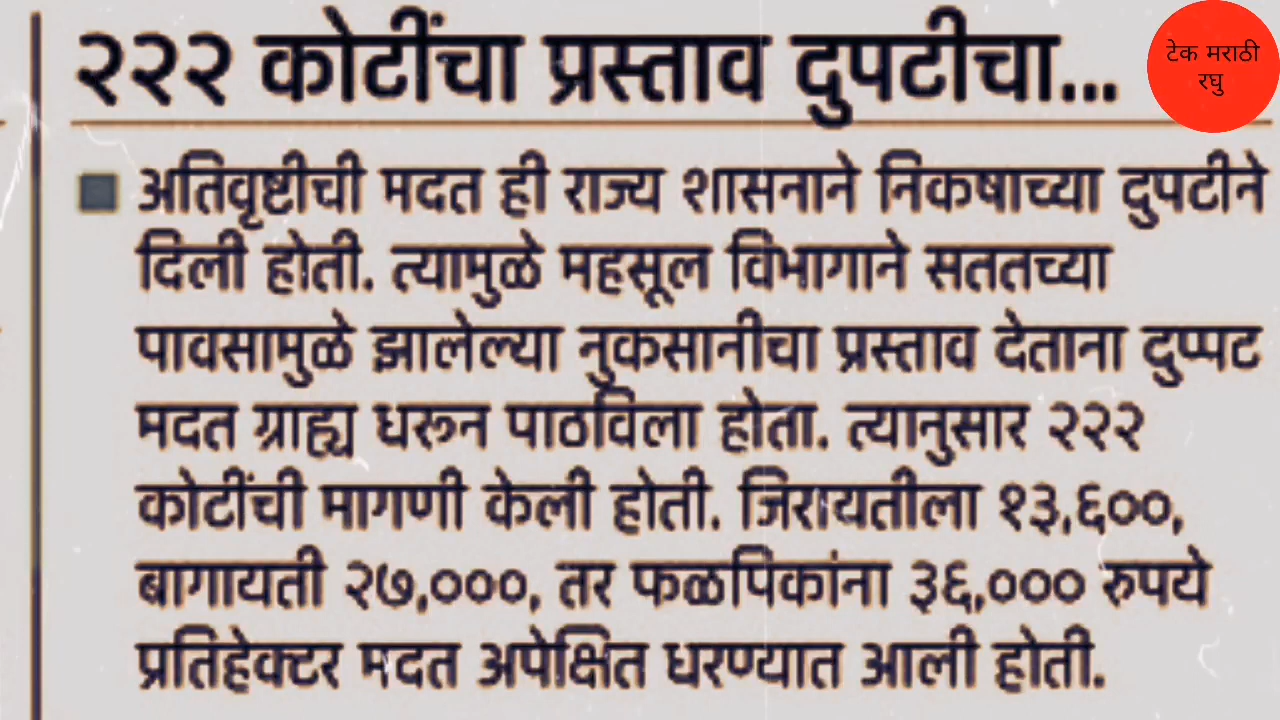 २२२ कोटींचा प्रस्ताव दुपटीचा...
टेक मराठी
रघु
अतिवृष्टीची मदत ही राज्य शासनाने निकषाच्या दुपटीने
दिली होती. त्यामुळे महसूल विभागाने सततच्या
पावसामुळे झालेल्या नुकसानीचा प्रस्ताव देताना दुप्पट
मदत ग्राह्य धरून पाठविला होता. त्यानुसार २२२
कोटींची मागणी केली होती. जिरायतीला १३,६००,
बागायती २७,०००, तर फळपिकांना ३६,००० रुपये
प्रतिहेक्टर मदत अपेक्षित धरण्यात आली होती.